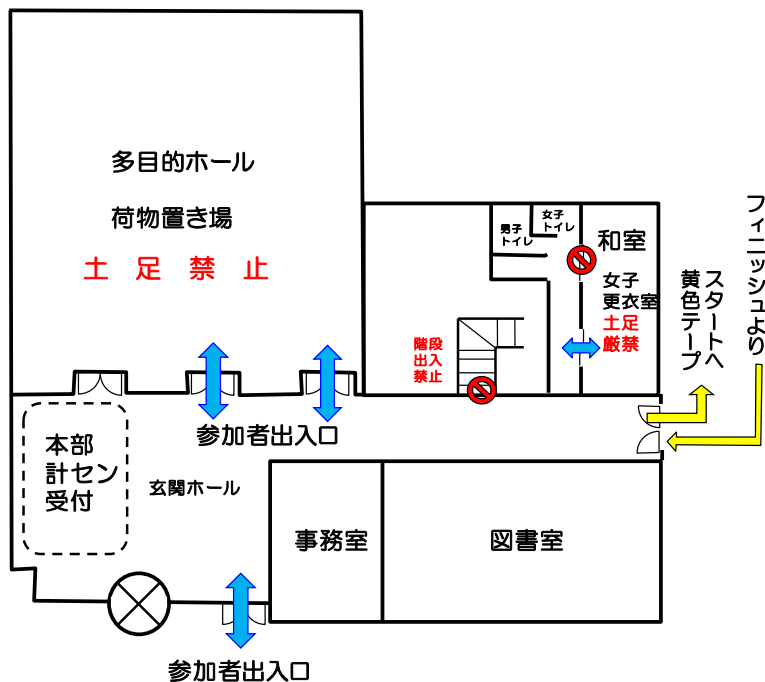 多目的ホール
荷物置き場
土足禁止
男子
トイレ
女子
トイレ
和室
女子
更衣室
土足
厳禁
階段
出入
禁止
フィニッシュより
スタートへ
黄色テープ
参加者出入口
本部
計セン
受付
玄関ホール
事務室
図書室
参加者出入口